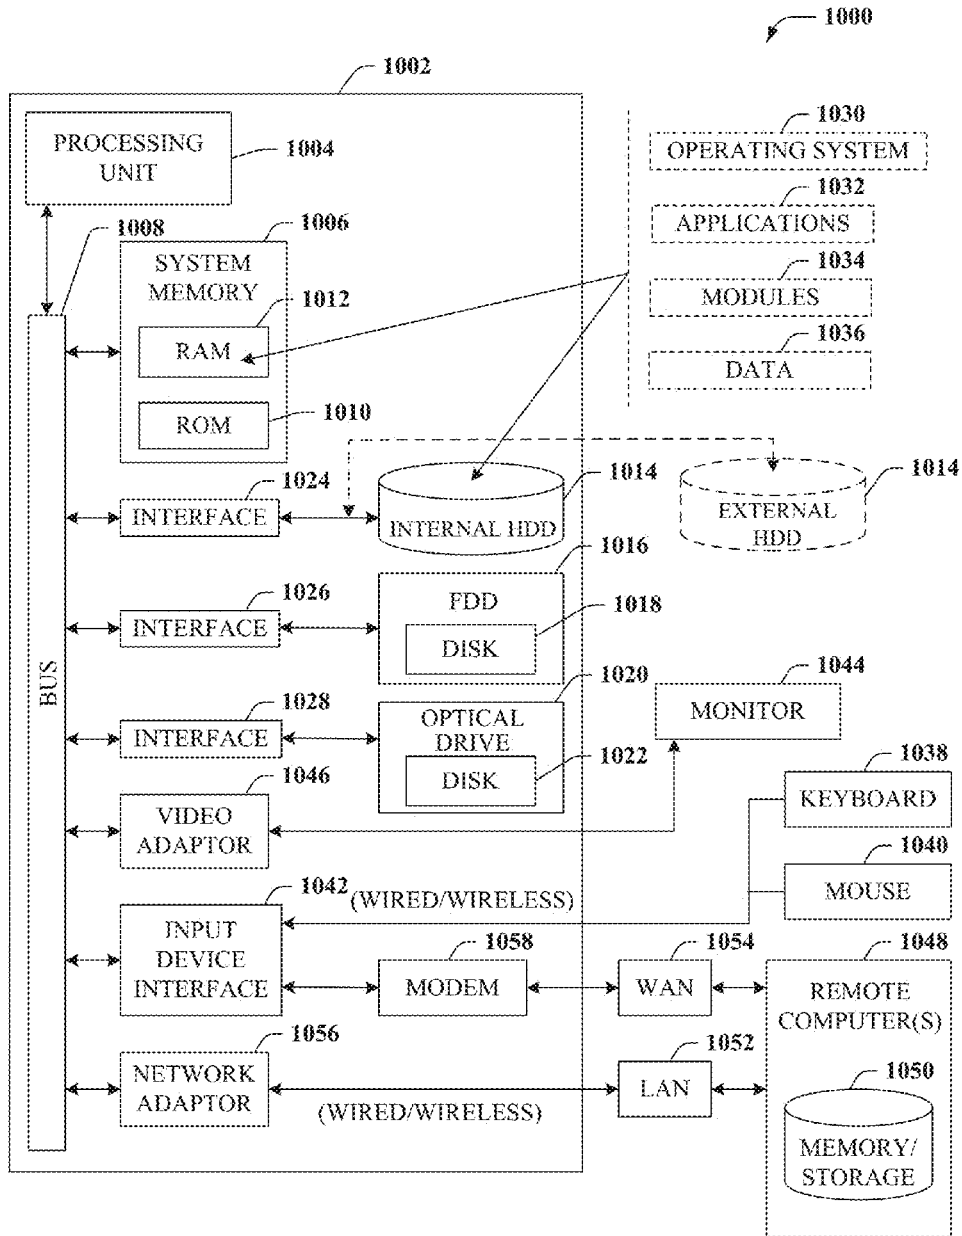 1000
1002
PROCESSING
UNIT
1004
1030
OPERATING SYSTEM
1032
APPLICATIONS
1034
MODULES
1036
DATA
1008
1006
SYSTEM
MEMORY
1012
RAM
1010
ROM
1024
INTERFACE
1014
INTERNAL HDD
1014
EXTERNAL
HDD
1026
INTERFACE
1016
FDD
1018
DISK
BUS
1028
INTERFACE
1020
OPTICAL
DRIVE
1022
DISK
1044
MONITOR
1046
VIDEO
ADAPTOR
1038
KEYBOARD
1040
MOUSE
1042
(WIRED/WIRELESS)
INPUT
DEVICE
INTERFACE
1058
MODEM
1054
WAN
1048
REMOTE
COMPUTER(S)
1056
NETWORK
ADAPTOR
(WIRED/WIRELESS)
1052
LAN
1050
MEMORY/
STORAGE